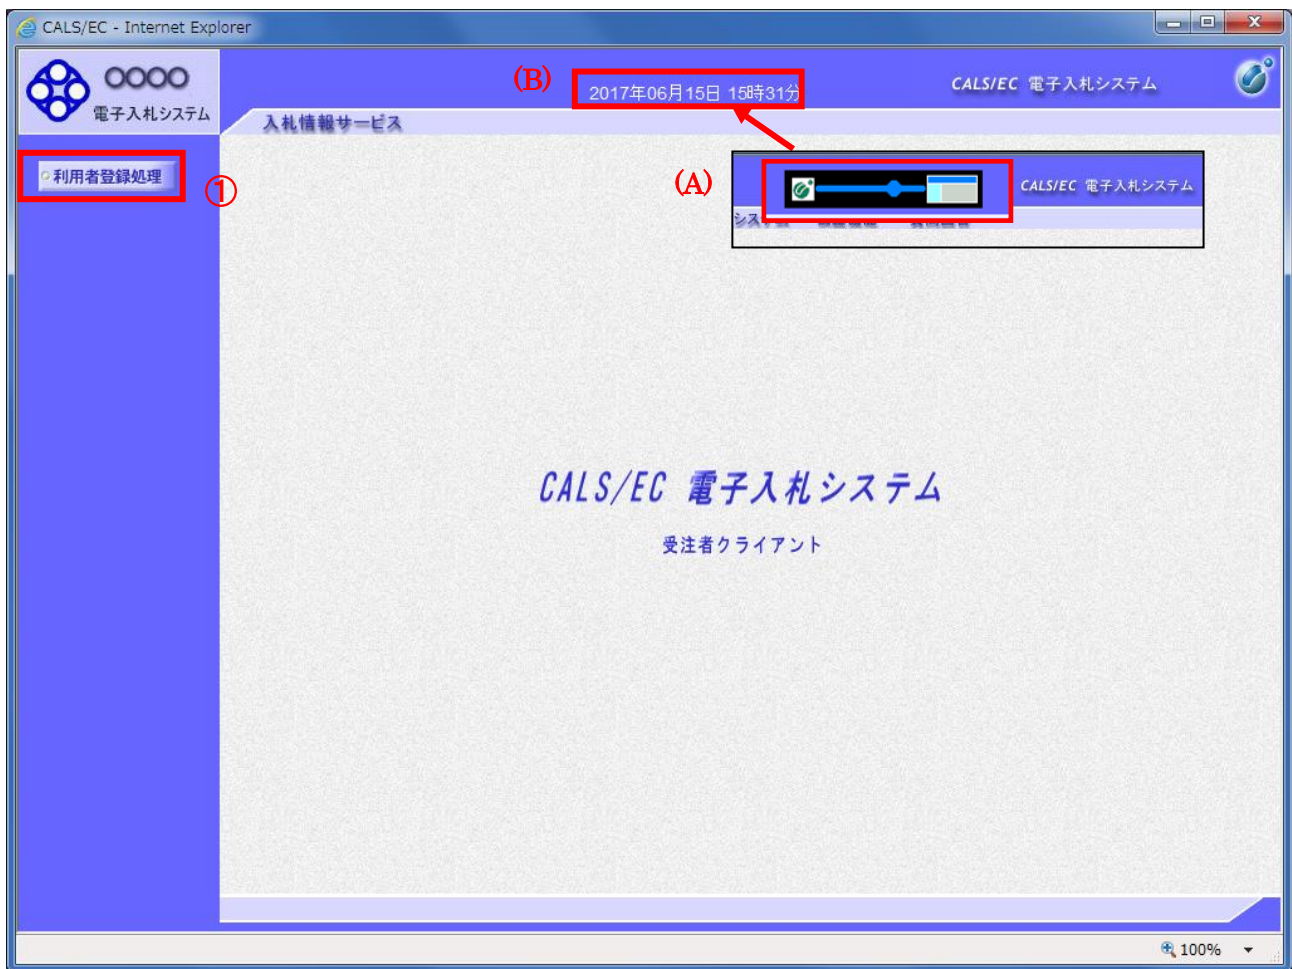 CALS/EC - Internet Explorer
○○○○
電子入札システム
(B)
2017年06月15日 15時31分
CALS/EC 電子入札システム
入札情報サービス
利用者登録処理
①
(A)
CALS/EC 電子入札システム
CALS/EC 電子入札システム
受注者クライアント
100%